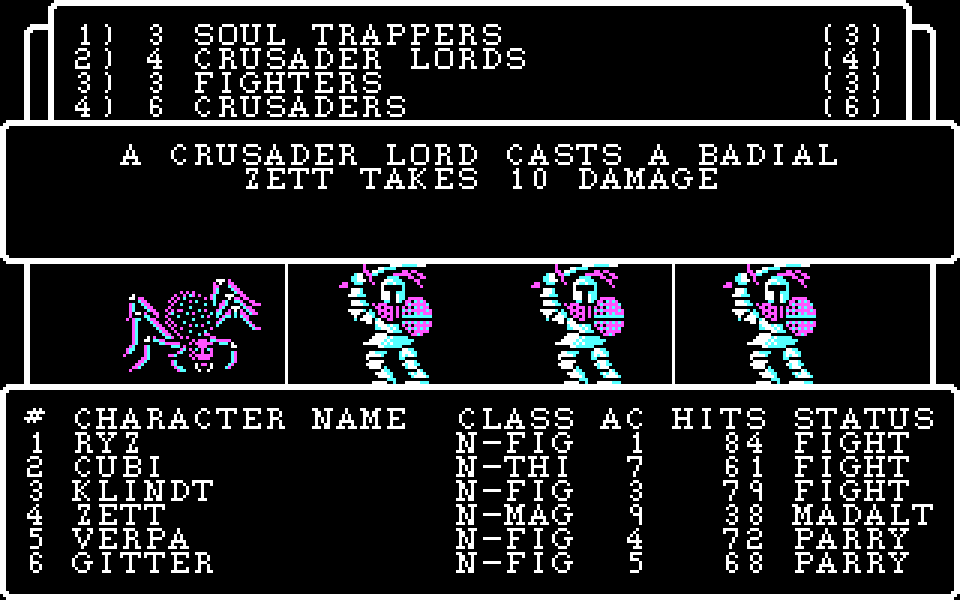 1) 3 SOUL TRAPPERS (3)
2) 4 CRUSADER LORDS (4)
3) 3 FIGHTERS (3)
4) 6 CRUSADERS (6)
A CRUSADER LORD CASTS A BADIAL
ZETT TAKES 10 DAMAGE
# CHARACTER NAME CLASS AC HITS STATUS
1 RYZ N-FIG 1 84 FIGHT
2 CUBI N-THI 7 61 FIGHT
3 KLINDT N-FIG 3 79 FIGHT
4 ZETT N-MAG 9 38 MADALT
5 VERPA N-FIG 4 72 PARRY
6 GITTER N-FIG 5 68 PARRY